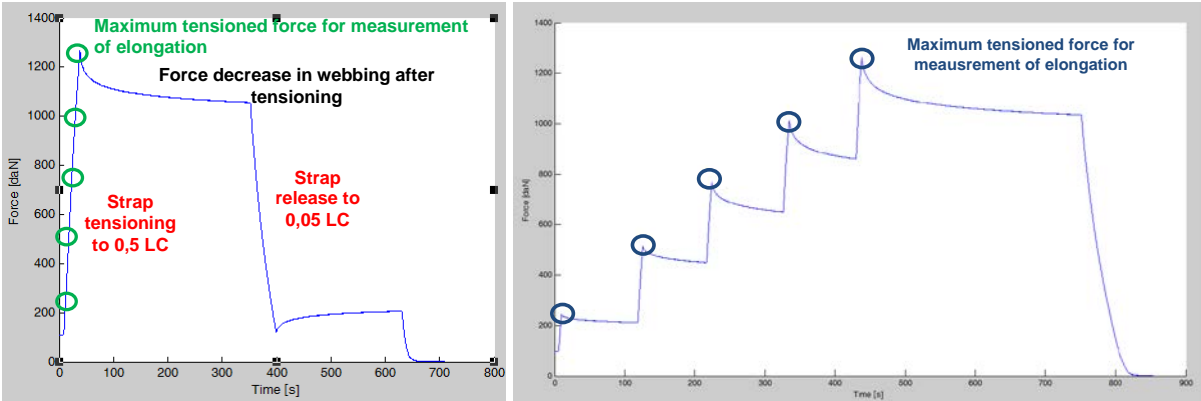 1400
1200
1000
800
600
400
200
0
Force [daN]
Maximum tensioned force for measurement
of elongation
Force decrease in webbing after
tensioning
Strap
tensioning
to 0,5 LC
Strap
release to
0,05 LC
0 100 200 300 400 500 600 700 800
Time [s]
1400
1200
1000
800
600
400
200
0
Force [daN]
Maximum tensioned force for
meausrement of elongation
0 100 200 300 400 500 600 700 800 900
Time [s]